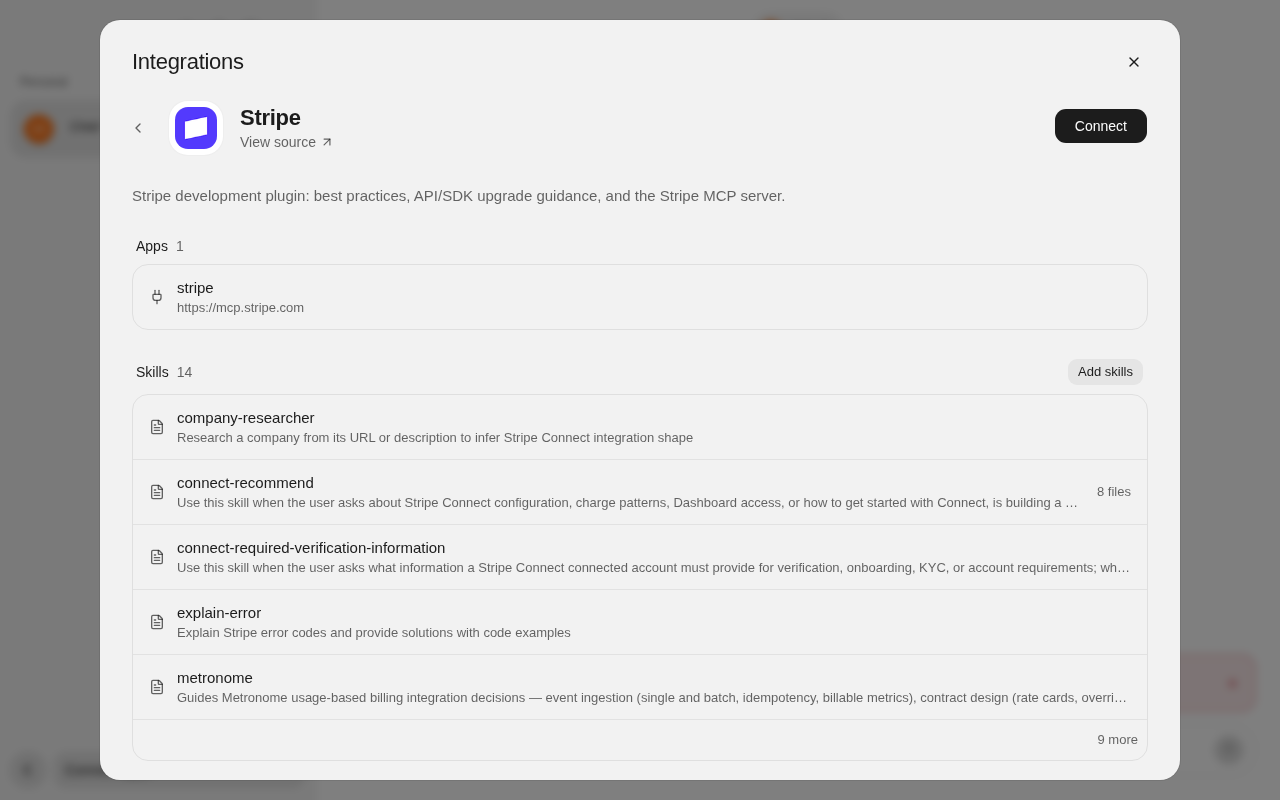 Integrations
Stripe
View source
Connect
Stripe development plugin: best practices, API/SDK upgrade guidance, and the Stripe MCP server.
Apps 1
stripe
https://mcp.stripe.com
Skills 14
Add skills
company-researcher
Research a company from its URL or description to infer Stripe Connect integration shape
connect-recommend
Use this skill when the user asks about Stripe Connect configuration, charge patterns, Dashboard access, or how to get started with Connect, is building a …
8 files
connect-required-verification-information
Use this skill when the user asks what information a Stripe Connect connected account must provide for verification, onboarding, KYC, or account requirements; wh…
explain-error
Explain Stripe error codes and provide solutions with code examples
metronome
Guides Metronome usage-based billing integration decisions — event ingestion (single and batch, idempotency, billable metrics), contract design (rate cards, overri…
9 more